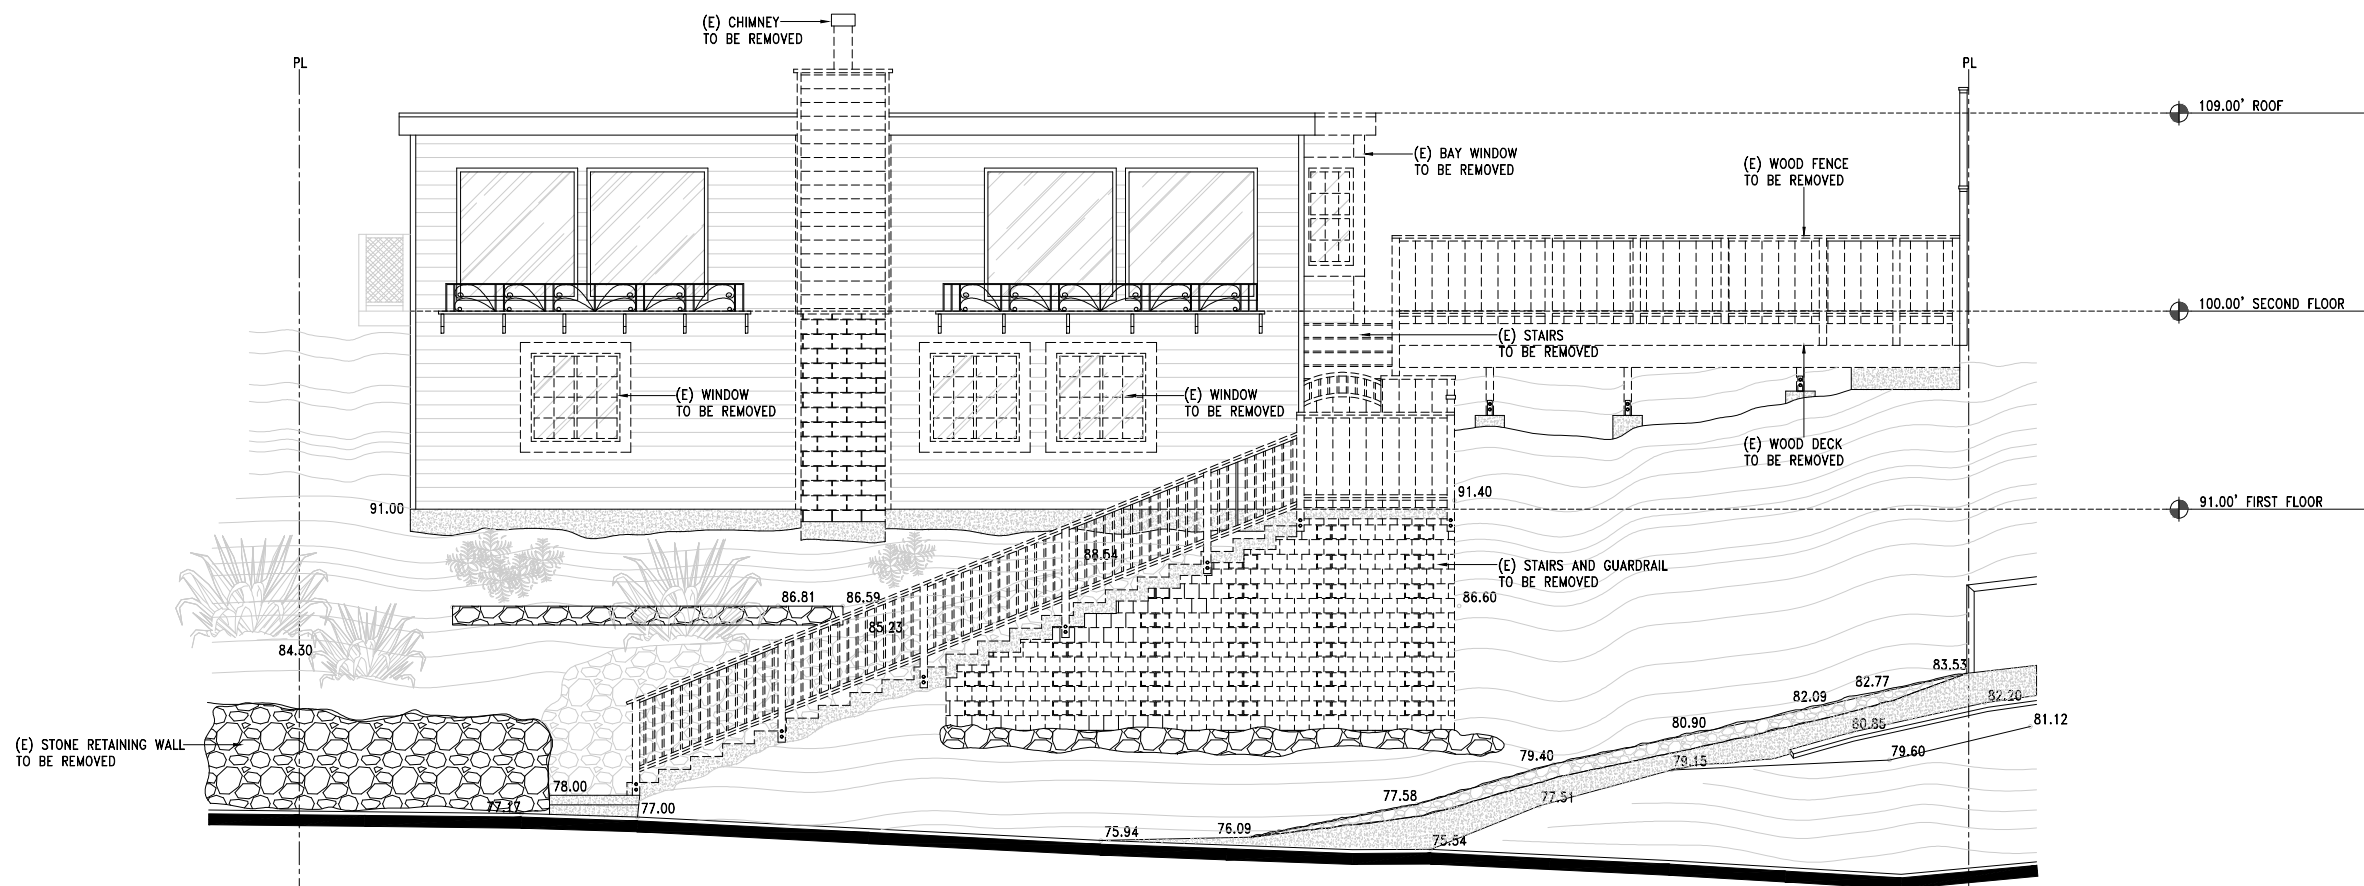 (E) CHIMNEY
TO BE REMOVED
PL
PL
109.00' ROOF
(E) BAY WINDOW
TO BE REMOVED
(E) WOOD FENCE
TO BE REMOVED
100.00' SECOND FLOOR
(E) STAIRS
TO BE REMOVED
(E) WINDOW
TO BE REMOVED
(E) WINDOW
TO BE REMOVED
(E) WOOD DECK
TO BE REMOVED
91.00
91.40
91.00' FIRST FLOOR
88.54
(E) STAIRS AND GUARDRAIL
TO BE REMOVED
86.81
86.59
86.60
85.23
84.30
83.53
82.77
82.09
82.20
80.90
80.85
81.12
(E) STONE RETAINING WALL
TO BE REMOVED
79.40
79.15
79.60
78.00
77.17
77.00
77.58
77.51
75.94
76.09
75.54